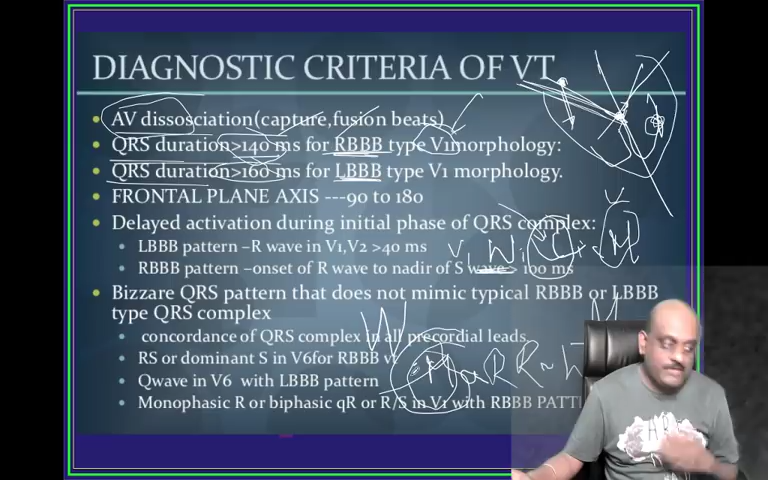 DIAGNOSTIC CRITERIA OF VT
AV dissosciation(capture,fusion beats)
QRS duration>140 ms for RBBB type V1morphology:
QRS duration>160 ms for LBBB type V1 morphology.
FRONTAL PLANE AXIS ---90 to 180
Delayed activation during initial phase of QRS complex:
LBBB pattern –R wave in V1,V2 >40 ms
RBBB pattern –onset of R wave to nadir of S wave > 100 ms
Bizzare QRS pattern that does not mimic typical RBBB or LBBB
type QRS complex
concordance of QRS complex in all precordial leads
RS or dominant S in V6for RBBB
Qwave in V6 with LBBB pattern
Monophasic R or biphasic qR or R/S in V1 with RBBB